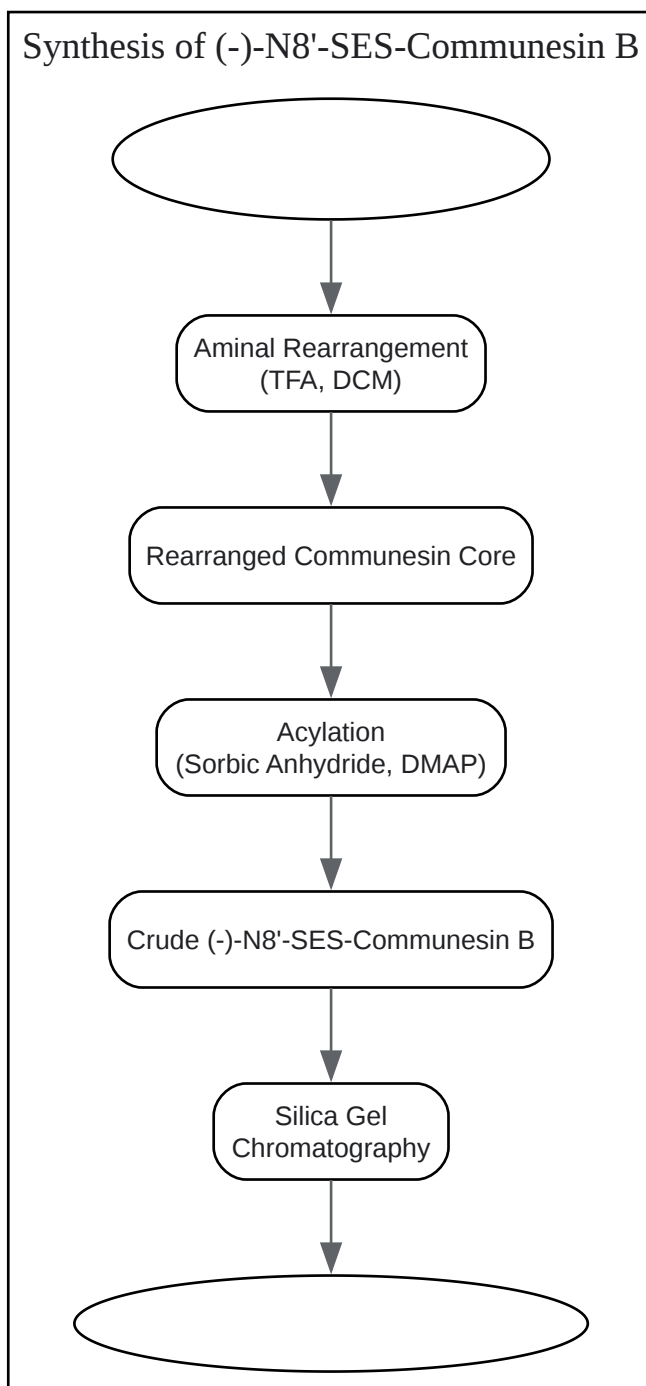 Synthesis of (-)-N8'-SES-Communesin B
Aminal Rearrangement
(TFA, DCM)
Rearranged Communesin Core
Acylation
(Sorbic Anhydride, DMAP)
Crude (-)-N8'-SES-Communesin B
Silica Gel
Chromatography